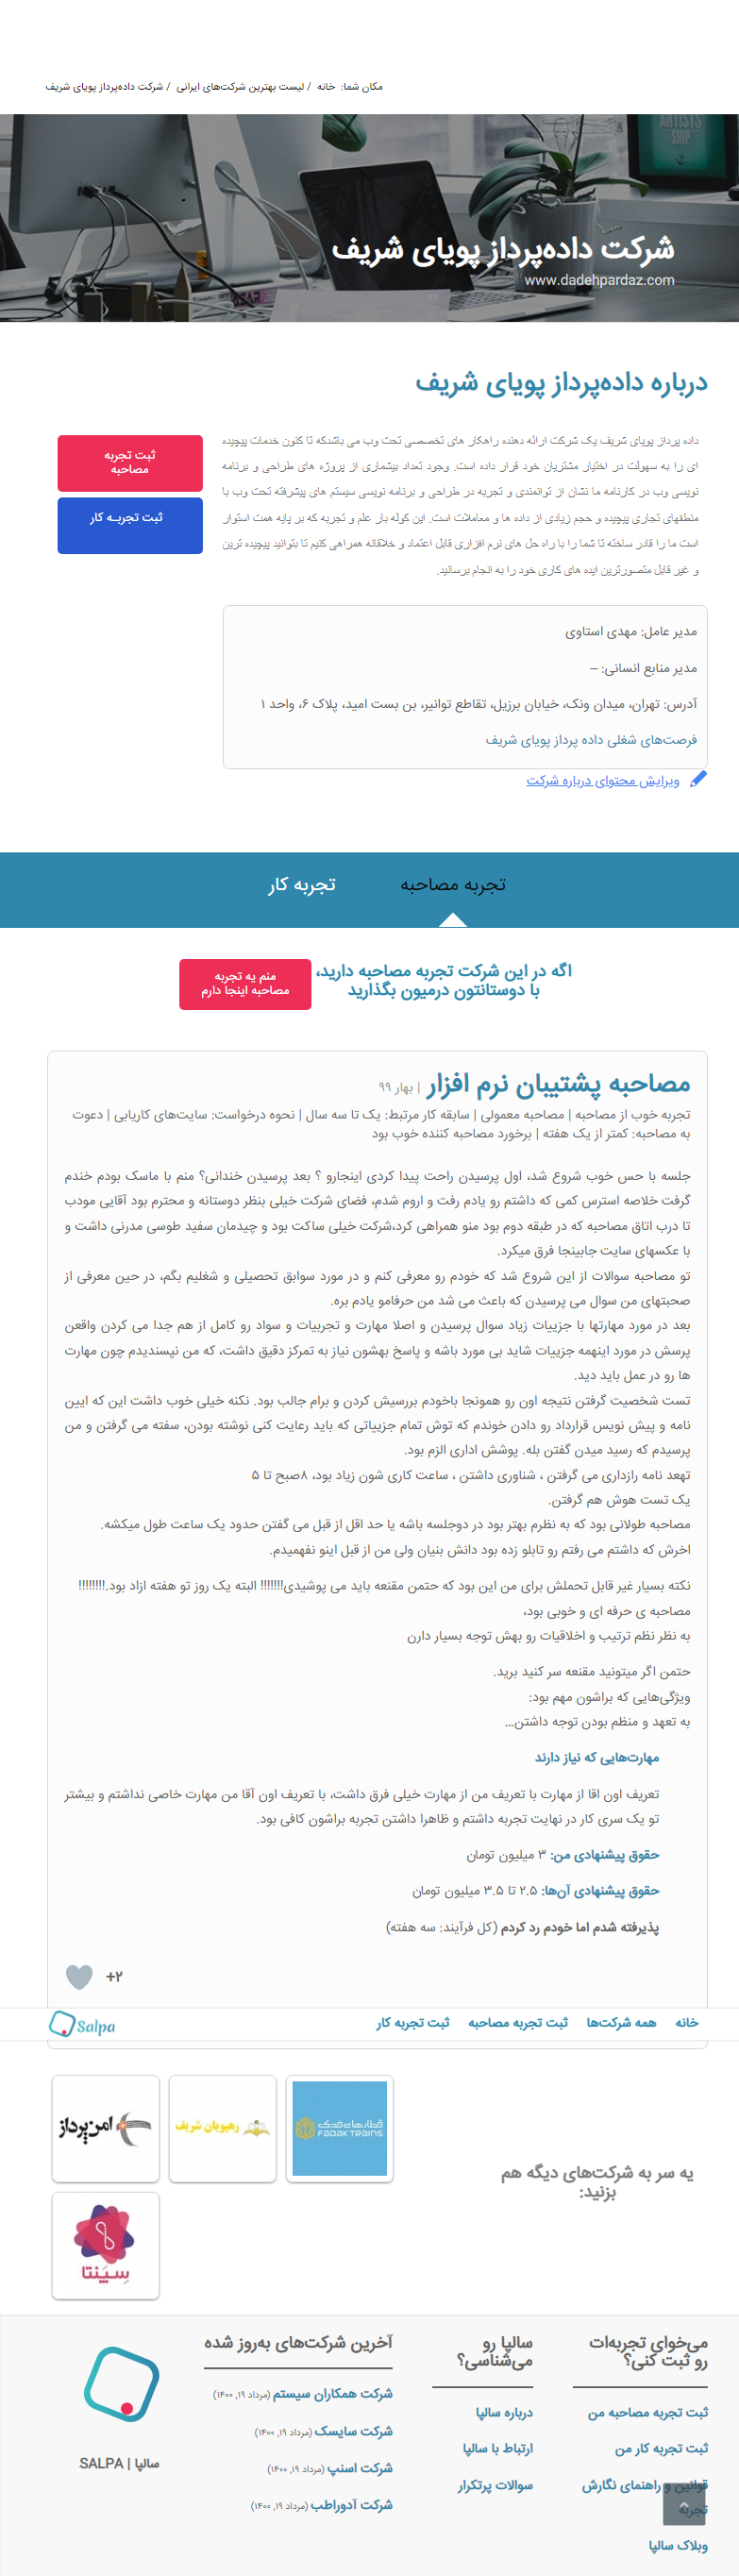 مکان شما: خانه / لیست بهترین شرکت‌های ایرانی / شرکت داده‌پرداز پویای شریف
ARTISTS
SHIP
شرکت داده‌پرداز پویای شریف
www.dadehpardaz.com
درباره داده‌پرداز پویای شریف
داده پرداز پویای شریف یک شرکت ارائه دهنده راهکار های تخصصی تحت وب می باشدکه تا کنون خدمات پیچیده
ای را به سهولت در اختیار مشتریان خود قرار داده است. وجود تعداد بیشماری از پروژه های طراحی و برنامه
نویسی وب در کارنامه ما نشان از توانمندی و تجربه در طراحی و برنامه نویسی سیستم های پیشرفته تحت وب با
منطقهای تجاری پیچیده و حجم زیادی از داده ها و معاملات است. این کوله بار علم و تجربه که بر پایه همت استوار
است ما را قادر ساخته تا شما را با راه حل های نرم افزاری قابل اعتماد و خلاقانه همراهی کنیم تا بتوانید پیچیده ترین
و غیر قابل متصورترین ایده های کاری خود را به انجام برسانید.
ثبت تجربه
مصاحبه
ثبت تجربـه کار
مدیر عامل: مهدی استاوی
مدیر منابع انسانی: –
آدرس: تهران، میدان ونک، خیابان برزیل، تقاطع توانیر، بن بست امید، پلاک ۶، واحد ۱
فرصت‌های شغلی داده پرداز پویای شریف
ویرایش محتوای درباره شرکت
تجربه مصاحبه
تجربه کار
اگه در این شرکت تجربه مصاحبه دارید،
با دوستانتون درمیون بگذارید
منم یه تجربه
مصاحبه اینجا دارم
مصاحبه پشتیبان نرم افزار | بهار ۹۹
تجربه خوب از مصاحبه | مصاحبه معمولی | سابقه کار مرتبط: یک تا سه سال | نحوه درخواست: سایت‌های کاریابی | دعوت
به مصاحبه: کمتر از یک هفته | برخورد مصاحبه کننده خوب بود
جلسه با حس خوب شروع شد، اول پرسیدن راحت پیدا کردی اینجارو ؟ بعد پرسیدن خندانی؟ منم با ماسک بودم خندم
گرفت خلاصه استرس کمی که داشتم رو یادم رفت و اروم شدم، فضای شرکت خیلی بنظر دوستانه و محترم بود آقایی مودب
تا درب اتاق مصاحبه که در طبقه دوم بود منو همراهی کرد،شرکت خیلی ساکت بود و چیدمان سفید طوسی مدرنی داشت و
با عکسهای سایت جابینجا فرق میکرد.
تو مصاحبه سوالات از این شروع شد که خودم رو معرفی کنم و در مورد سوابق تحصیلی و شغلیم بگم، در حین معرفی از
صحبتهای من سوال می پرسیدن که باعث می شد من حرفامو یادم بره.
بعد در مورد مهارتها با جزییات زیاد سوال پرسیدن و اصلا مهارت و تجربیات و سواد رو کامل از هم جدا می کردن واقعن
پرسش در مورد اینهمه جزییات شاید بی مورد باشه و پاسخ بهشون نیاز به تمرکز دقیق داشت، که من نپسندیدم چون مهارت
ها رو در عمل باید دید.
تست شخصیت گرفتن نتیجه اون رو همونجا باخودم بررسیش کردن و برام جالب بود. نکته خیلی خوب داشت این که ایین
نامه و پیش نویس قرارداد رو دادن خوندم که توش تمام جزییاتی که باید رعایت کنی نوشته بودن، سفته می گرفتن و من
پرسیدم که رسید میدن گفتن بله. پوشش اداری الزم بود.
تهعد نامه رازداری می گرفتن ، شناوری داشتن ، ساعت کاری شون زیاد بود، ۸صبح تا ۵
یک تست هوش هم گرفتن.
مصاحبه طولانی بود که به نظرم بهتر بود در دوجلسه باشه یا حد اقل از قبل می گفتن حدود یک ساعت طول میکشه.
اخرش که داشتم می رفتم رو تابلو زده بود دانش بنیان ولی من از قبل اینو نفهمیدم.
نکته بسیار غیر قابل تحملش برای من این بود که حتمن مقنعه باید می پوشیدی!!!!!!! البته یک روز تو هفته ازاد بود.!!!!!!!!
مصاحبه ی حرفه ای و خوبی بود،
به نظر نظم ترتیب و اخلاقیات رو بهش توجه بسیار دارن
حتمن اگر میتونید مقنعه سر کنید برید.
ویژگی‌هایی که براشون مهم بود:
به تعهد و منظم بودن توجه داشتن...
مهارت‌هایی که نیاز دارند
تعریف اون اقا از مهارت با تعریف من از مهارت خیلی فرق داشت، با تعریف اون آقا من مهارت خاصی نداشتم و بیشتر
تو یک سری کار در نهایت تجربه داشتم و ظاهرا داشتن تجربه براشون کافی بود.
حقوق پیشنهادی من: ۳ میلیون تومان
حقوق پیشنهادی آن‌ها: ۲.۵ تا ۳.۵ میلیون تومان
پذیرفته شدم اما خودم رد کردم (کل فرآیند: سه هفته)
+۲
خانه همه شرکت‌ها ثبت تجربه مصاحبه ثبت تجربه کار
Salpa
یه سر به شرکت‌های دیگه هم
بزنید:
قطارهای فدک
FADAK TRAINS
رهپویان شریف
امن‌پرداز
سِیَنتا
می‌خوای تجربه‌ات
رو ثبت کنی؟
ثبت تجربه مصاحبه من
ثبت تجربه کار من
قوانین و راهنمای نگارش
تجربه
وبلاگ سالپا
سالپا رو
می‌شناسی؟
درباره سالپا
ارتباط با سالپا
سوالات پرتکرار
آخرین شرکت‌های به‌روز شده
شرکت همکاران سیستم (مرداد ۱۹, ۱۴۰۰)
شرکت سایسک (مرداد ۱۹, ۱۴۰۰)
شرکت اسنپ (مرداد ۱۹, ۱۴۰۰)
شرکت آدوراطب (مرداد ۱۹, ۱۴۰۰)
سالپا | SALPA